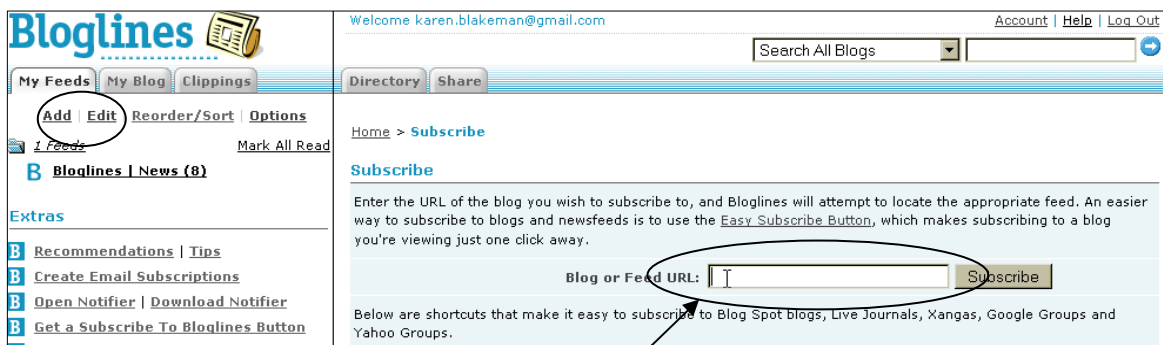 Bloglines
Welcome karen.blakeman@gmail.com
Account | Help | Log Out
Search All Blogs
My Feeds My Blog Clippings
Directory Share
Add | Edit | Reorder/Sort | Options
1 Feeds Mark All Read
B Bloglines | News (8)
Extras
B Recommendations | Tips
B Create Email Subscriptions
B Open Notifier | Download Notifier
B Get a Subscribe To Bloglines Button
Home > Subscribe
Subscribe
Enter the URL of the blog you wish to subscribe to, and Bloglines will attempt to locate the appropriate feed. An easier
way to subscribe to blogs and newsfeeds is to use the Easy Subscribe Button, which makes subscribing to a blog
you're viewing just one click away.
Blog or Feed URL: Subscribe
Below are shortcuts that make it easy to subscribe to Blog Spot blogs, Live Journals, Xangas, Google Groups and
Yahoo Groups.